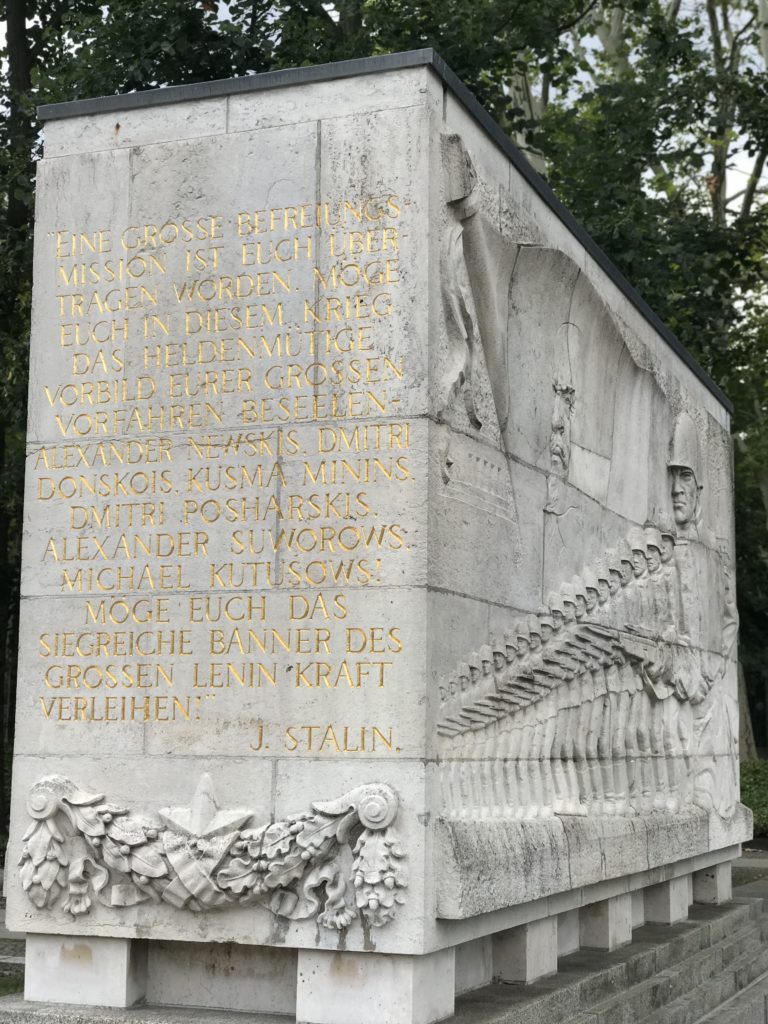 "EINE GROSSE BEFREIUNGS-
MISSION IST EUCH ÜBER-
TRAGEN WORDEN. MÖGE
EUCH IN DIESEM KRIEG
DAS HELDENMÜTIGE
VORBILD EURER GROSSEN
VORFAHREN BESEELEN-
ALEXANDER NEWSKIS, DMITRI
DONSKOIS, KUSMA MININS,
DMITRI POSHARSKIS,
ALEXANDER SUWOROWS,
MICHAEL KUTUSOWS!
MÖGE EUCH DAS
SIEGREICHE BANNER DES
GROSSEN LENIN KRAFT
VERLEIHEN!"
J. STALIN.